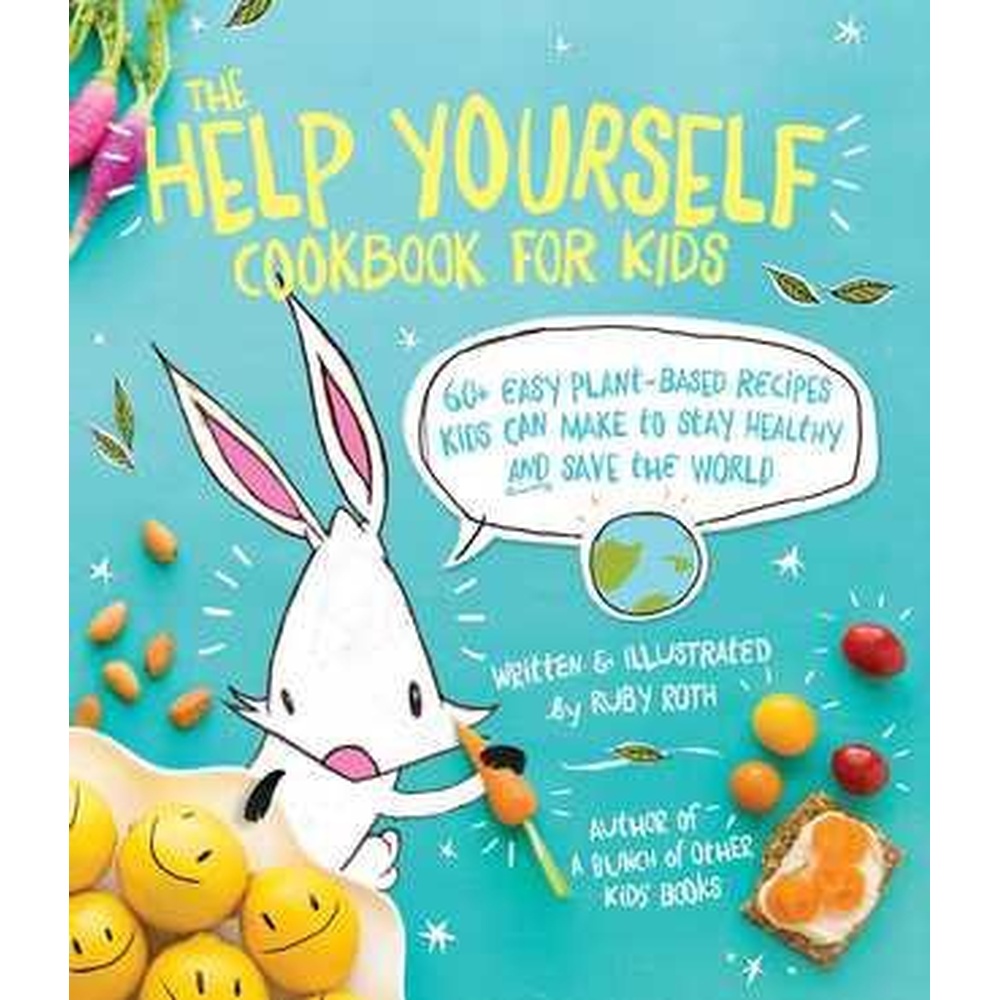 THE
HELP YOURSELF
COOKBOOK FOR KIDS
60+ EASY PLANT-BASED RECIPES
KIDS CAN MAKE to StAY HEALtHY
AND SAVE tHE WORLD
WRIttEN & ILLUSTRAtED
by RUBY ROTH
AUtHOR OF
A BUNCH of OtHER
KIDS' BOOKS